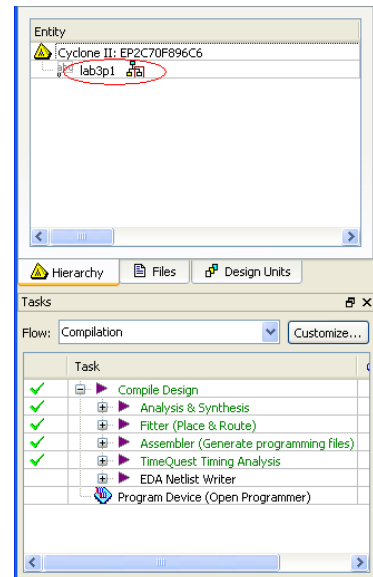 Entity
Cyclone II: EP2C70F896C6
abd lab3p1
Hierarchy Files Design Units
Tasks
Flow: Compilation Customize...
Task
Compile Design
Analysis & Synthesis
Fitter (Place & Route)
Assembler (Generate programming files)
TimeQuest Timing Analysis
EDA Netlist Writer
Program Device (Open Programmer)